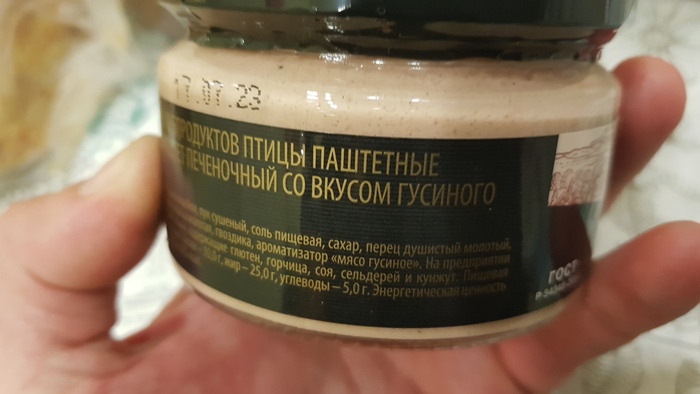 17.07.23
ПРОДУКТОВ ПТИЦЫ ПАШТЕТНЫЕ
ПЕЧЕНОЧНЫЙ СО ВКУСОМ ГУСИНОГО
лук сушеный, соль пищевая, сахар, перец душистый молотый,
гвоздика, ароматизатор «мясо гусиное». На предприятии
глютен, горчица, соя, сельдерей и кунжут. Пищевая
жир – 25,0 г, углеводы – 5,0 г. Энергетическая ценность
ГОСТ